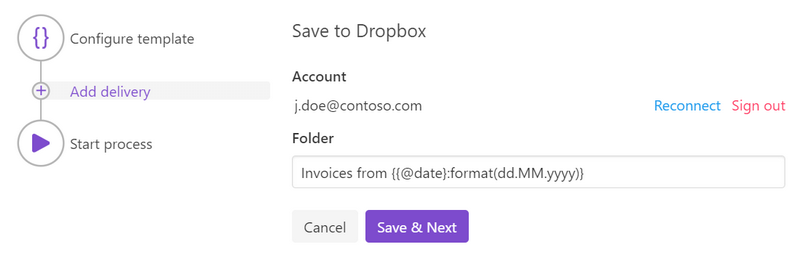 {}
Configure template
Add delivery
Start process
Save to Dropbox
Account
j.doe@contoso.com
Reconnect
Sign out
Folder
Invoices from {{@date}:format(dd.MM.yyyy)}
Cancel
Save & Next